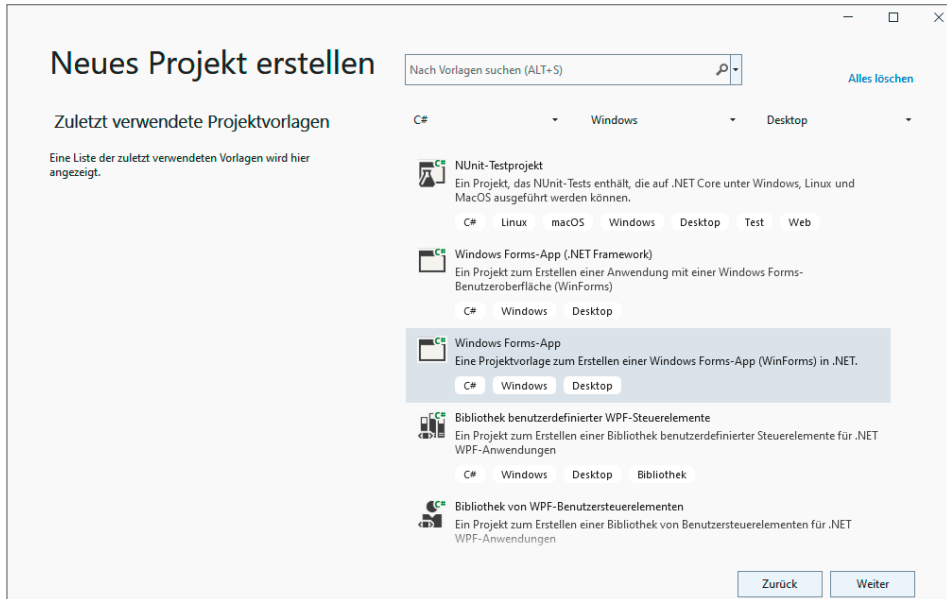 Neues Projekt erstellen
Nach Vorlagen suchen (ALT+S)
Alles löschen
Zuletzt verwendete Projektvorlagen
Eine Liste der zuletzt verwendeten Vorlagen wird hier
angezeigt.
C# Windows Desktop
C#
NUnit-Testprojekt
Ein Projekt, das NUnit-Tests enthält, die auf .NET Core unter Windows, Linux und
MacOS ausgeführt werden können.
C# Linux macOS Windows Desktop Test Web
C#
Windows Forms-App (.NET Framework)
Ein Projekt zum Erstellen einer Anwendung mit einer Windows Forms-
Benutzeroberfläche (WinForms)
C# Windows Desktop
C#
Windows Forms-App
Eine Projektvorlage zum Erstellen einer Windows Forms-App (WinForms) in .NET.
C# Windows Desktop
C#
Bibliothek benutzerdefinierter WPF-Steuerelemente
Ein Projekt zum Erstellen einer Bibliothek benutzerdefinierter Steuerelemente für .NET
WPF-Anwendungen
C# Windows Desktop Bibliothek
C#
Bibliothek von WPF-Benutzersteuerelementen
Ein Projekt zum Erstellen einer Bibliothek von Benutzersteuerelementen für .NET
WPF-Anwendungen
Zurück Weiter